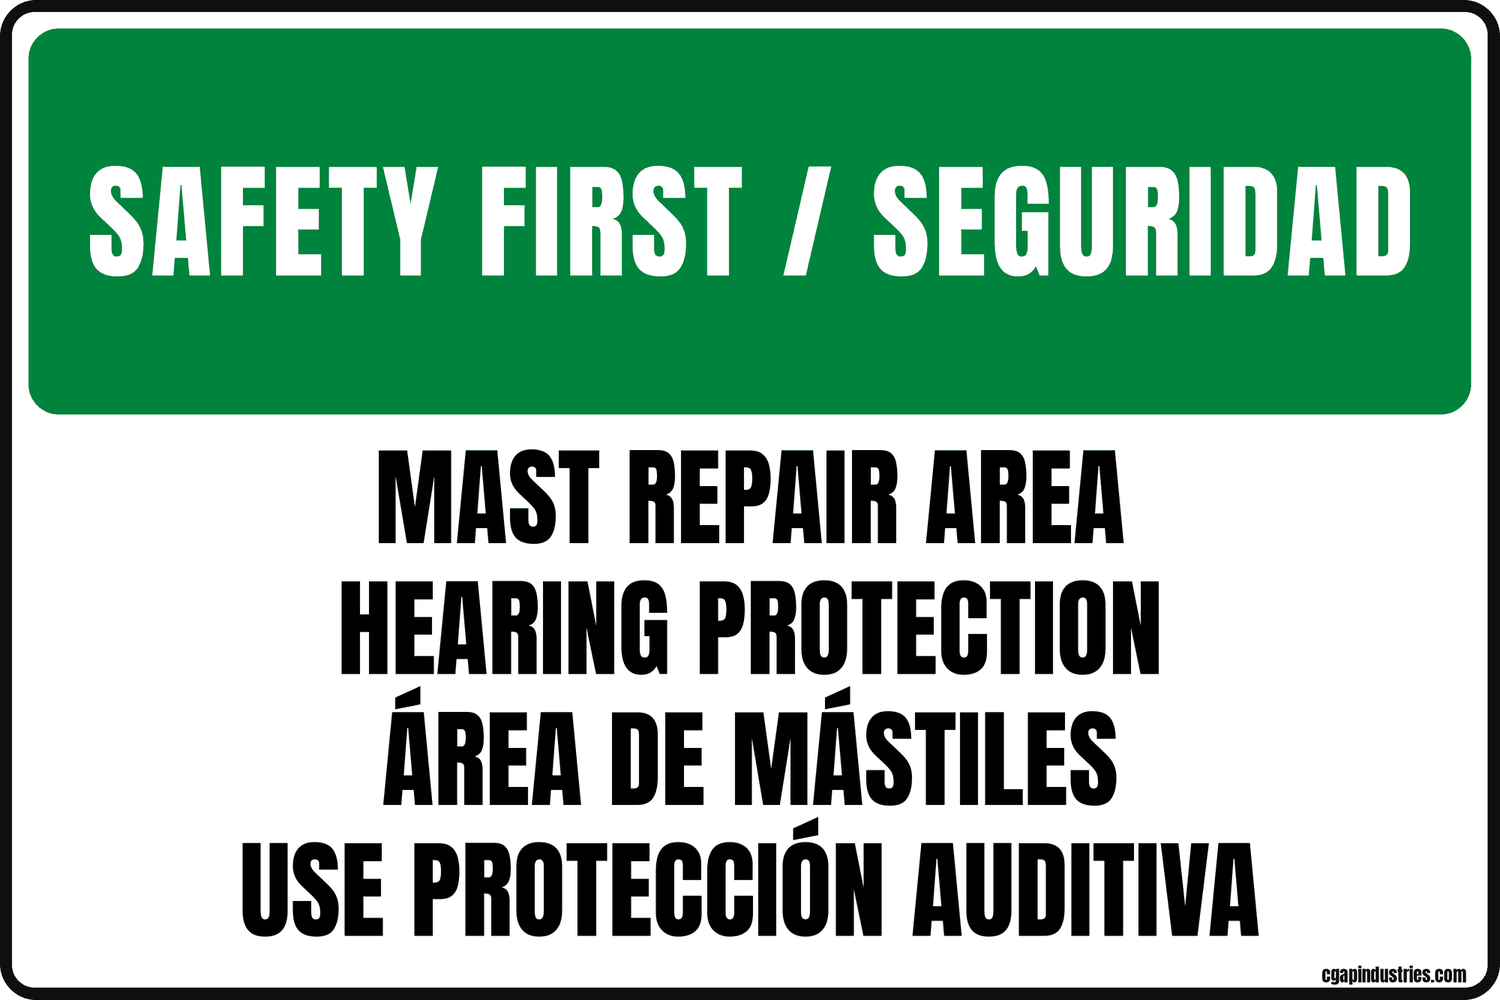 SAFETY FIRST / SEGURIDAD
MAST REPAIR AREA
HEARING PROTECTION
ÁREA DE MÁSTILES
USE PROTECCIÓN AUDITIVA
cgapindustries.com